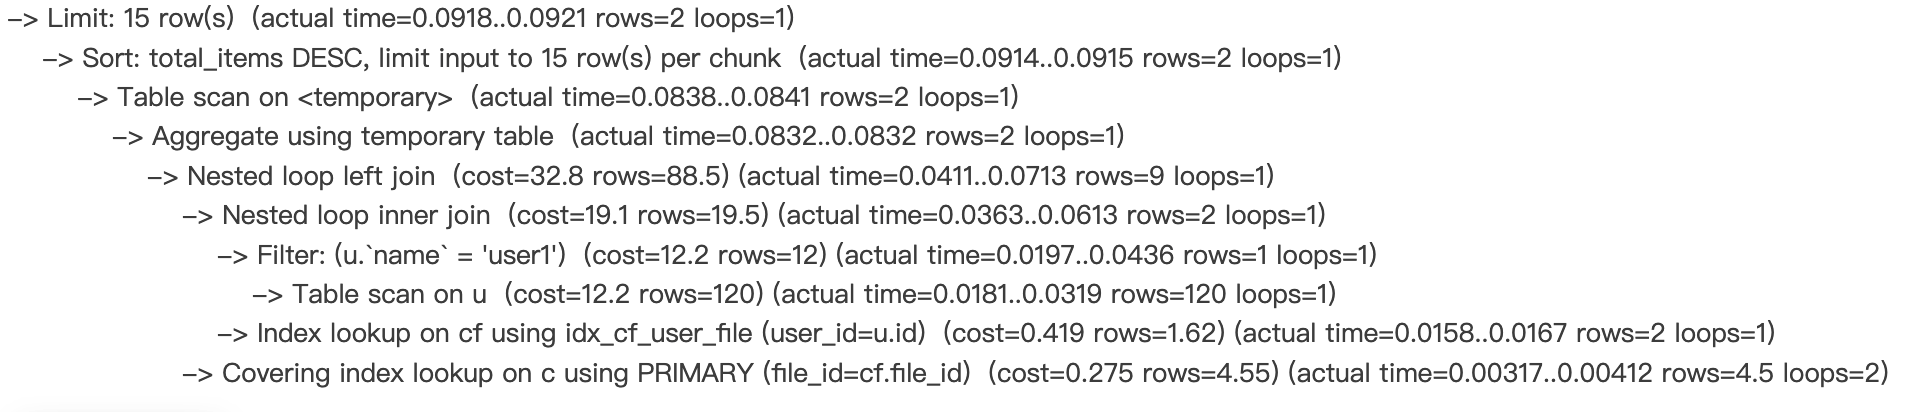 –> Limit: 15 row(s)  (actual time=0.0918..0.0921 rows=2 loops=1)
–> Sort: total_items DESC, limit input to 15 row(s) per chunk  (actual time=0.0914..0.0915 rows=2 loops=1)
–> Table scan on <temporary>  (actual time=0.0838..0.0841 rows=2 loops=1)
–> Aggregate using temporary table  (actual time=0.0832..0.0832 rows=2 loops=1)
–> Nested loop left join  (cost=32.8 rows=88.5) (actual time=0.0411..0.0713 rows=9 loops=1)
–> Nested loop inner join  (cost=19.1 rows=19.5) (actual time=0.0363..0.0613 rows=2 loops=1)
–> Filter: (u.`name` = 'user1')  (cost=12.2 rows=12) (actual time=0.0197..0.0436 rows=1 loops=1)
–> Table scan on u  (cost=12.2 rows=120) (actual time=0.0181..0.0319 rows=120 loops=1)
–> Index lookup on cf using idx_cf_user_file (user_id=u.id)  (cost=0.419 rows=1.62) (actual time=0.0158..0.0167 rows=2 loops=1)
–> Covering index lookup on c using PRIMARY (file_id=cf.file_id)  (cost=0.275 rows=4.55) (actual time=0.00317..0.00412 rows=4.5 loops=2)